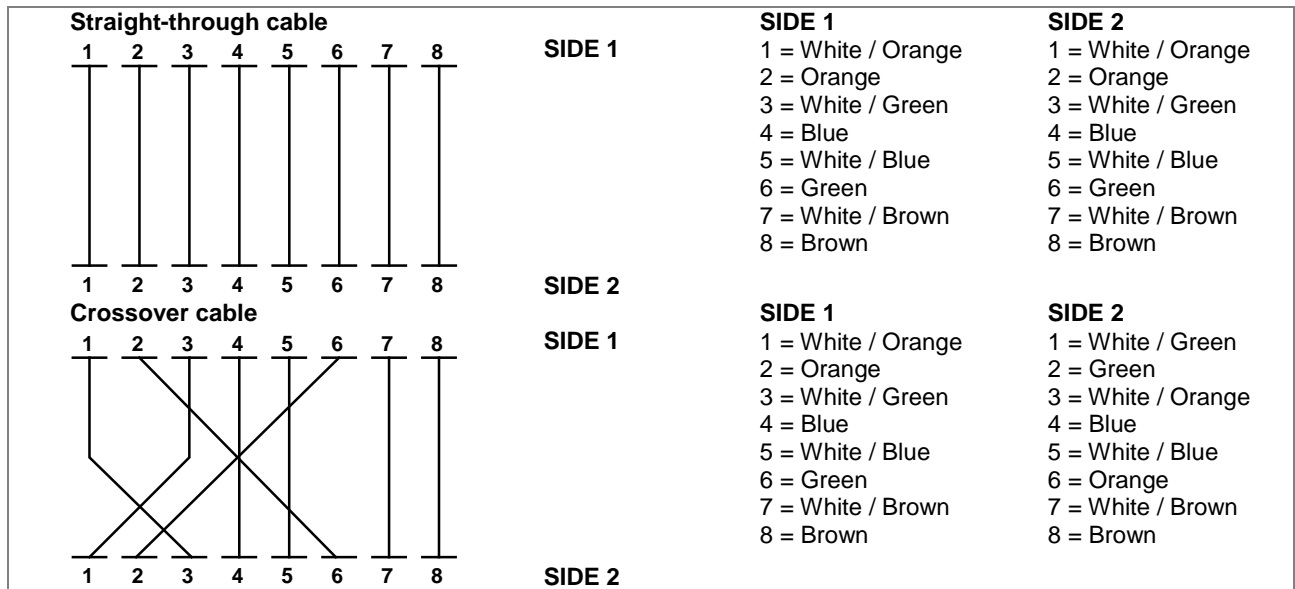 Straight-through cable
1 2 3 4 5 6 7 8
SIDE 1
1 2 3 4 5 6 7 8
SIDE 2
SIDE 1
1 = White / Orange
2 = Orange
3 = White / Green
4 = Blue
5 = White / Blue
6 = Green
7 = White / Brown
8 = Brown
SIDE 2
1 = White / Orange
2 = Orange
3 = White / Green
4 = Blue
5 = White / Blue
6 = Green
7 = White / Brown
8 = Brown
Crossover cable
1 2 3 4 5 6 7 8
SIDE 1
1 2 3 4 5 6 7 8
SIDE 2
SIDE 1
1 = White / Orange
2 = Orange
3 = White / Green
4 = Blue
5 = White / Blue
6 = Green
7 = White / Brown
8 = Brown
SIDE 2
1 = White / Green
2 = Green
3 = White / Orange
4 = Blue
5 = White / Blue
6 = Orange
7 = White / Brown
8 = Brown